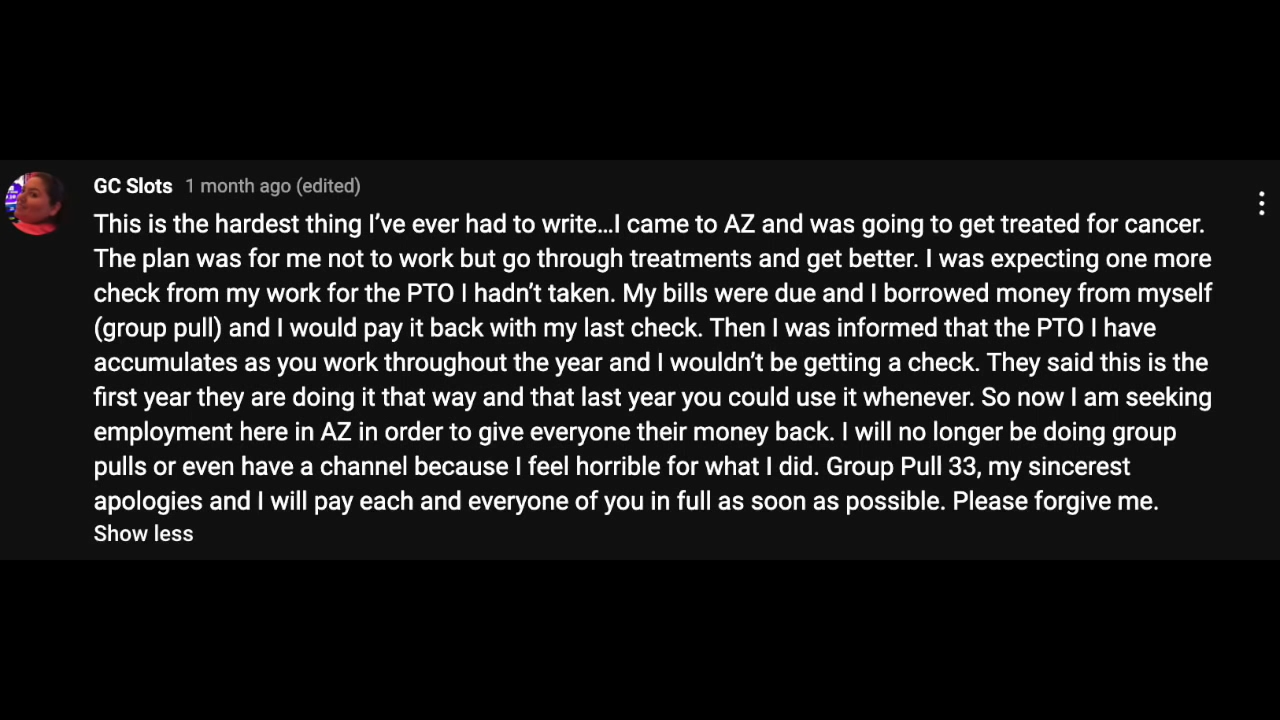 GC Slots 1 month ago (edited)
This is the hardest thing I’ve ever had to write…I came to AZ and was going to get treated for cancer.
The plan was for me not to work but go through treatments and get better. I was expecting one more
check from my work for the PTO I hadn’t taken. My bills were due and I borrowed money from myself
(group pull) and I would pay it back with my last check. Then I was informed that the PTO I have
accumulates as you work throughout the year and I wouldn’t be getting a check. They said this is the
first year they are doing it that way and that last year you could use it whenever. So now I am seeking
employment here in AZ in order to give everyone their money back. I will no longer be doing group
pulls or even have a channel because I feel horrible for what I did. Group Pull 33, my sincerest
apologies and I will pay each and everyone of you in full as soon as possible. Please forgive me.
Show less